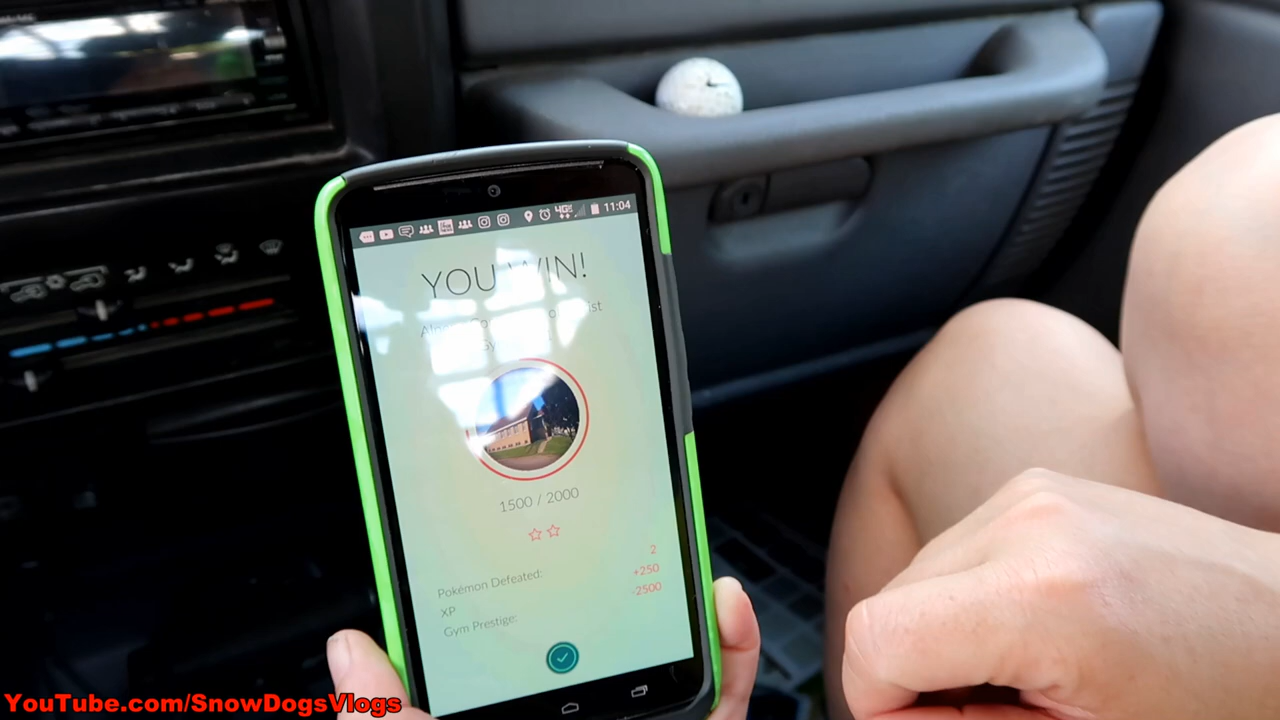 11:04
YOU WIN!
1500 / 2000
Pokémon Defeated: 2
XP +250
Gym Prestige: -2500
YouTube.com/SnowDogsVlogs